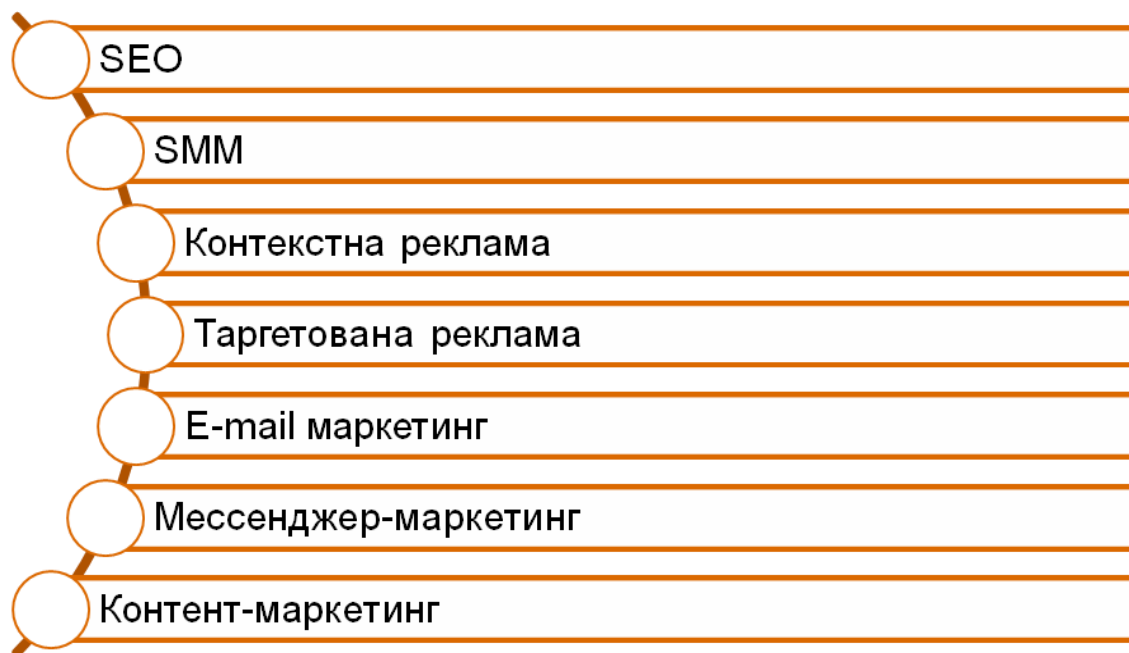 SEO
SMM
Контекстна реклама
Таргетована реклама
E-mail маркетинг
Мессенджер-маркетинг
Контент-маркетинг